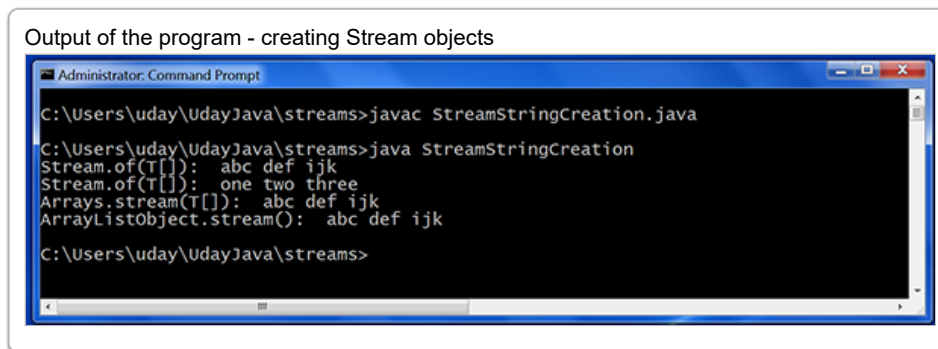 Output of the program - creating Stream objects
Administrator: Command Prompt
C:\Users\uday\UdayJava\streams>javac StreamStringCreation.java
C:\Users\uday\UdayJava\streams>java StreamStringCreation
Stream.of(T[]):  abc def ijk
Stream.of(T[]):  one two three
Arrays.stream(T[]):  abc def ijk
ArrayListObject.stream():  abc def ijk
C:\Users\uday\UdayJava\streams>